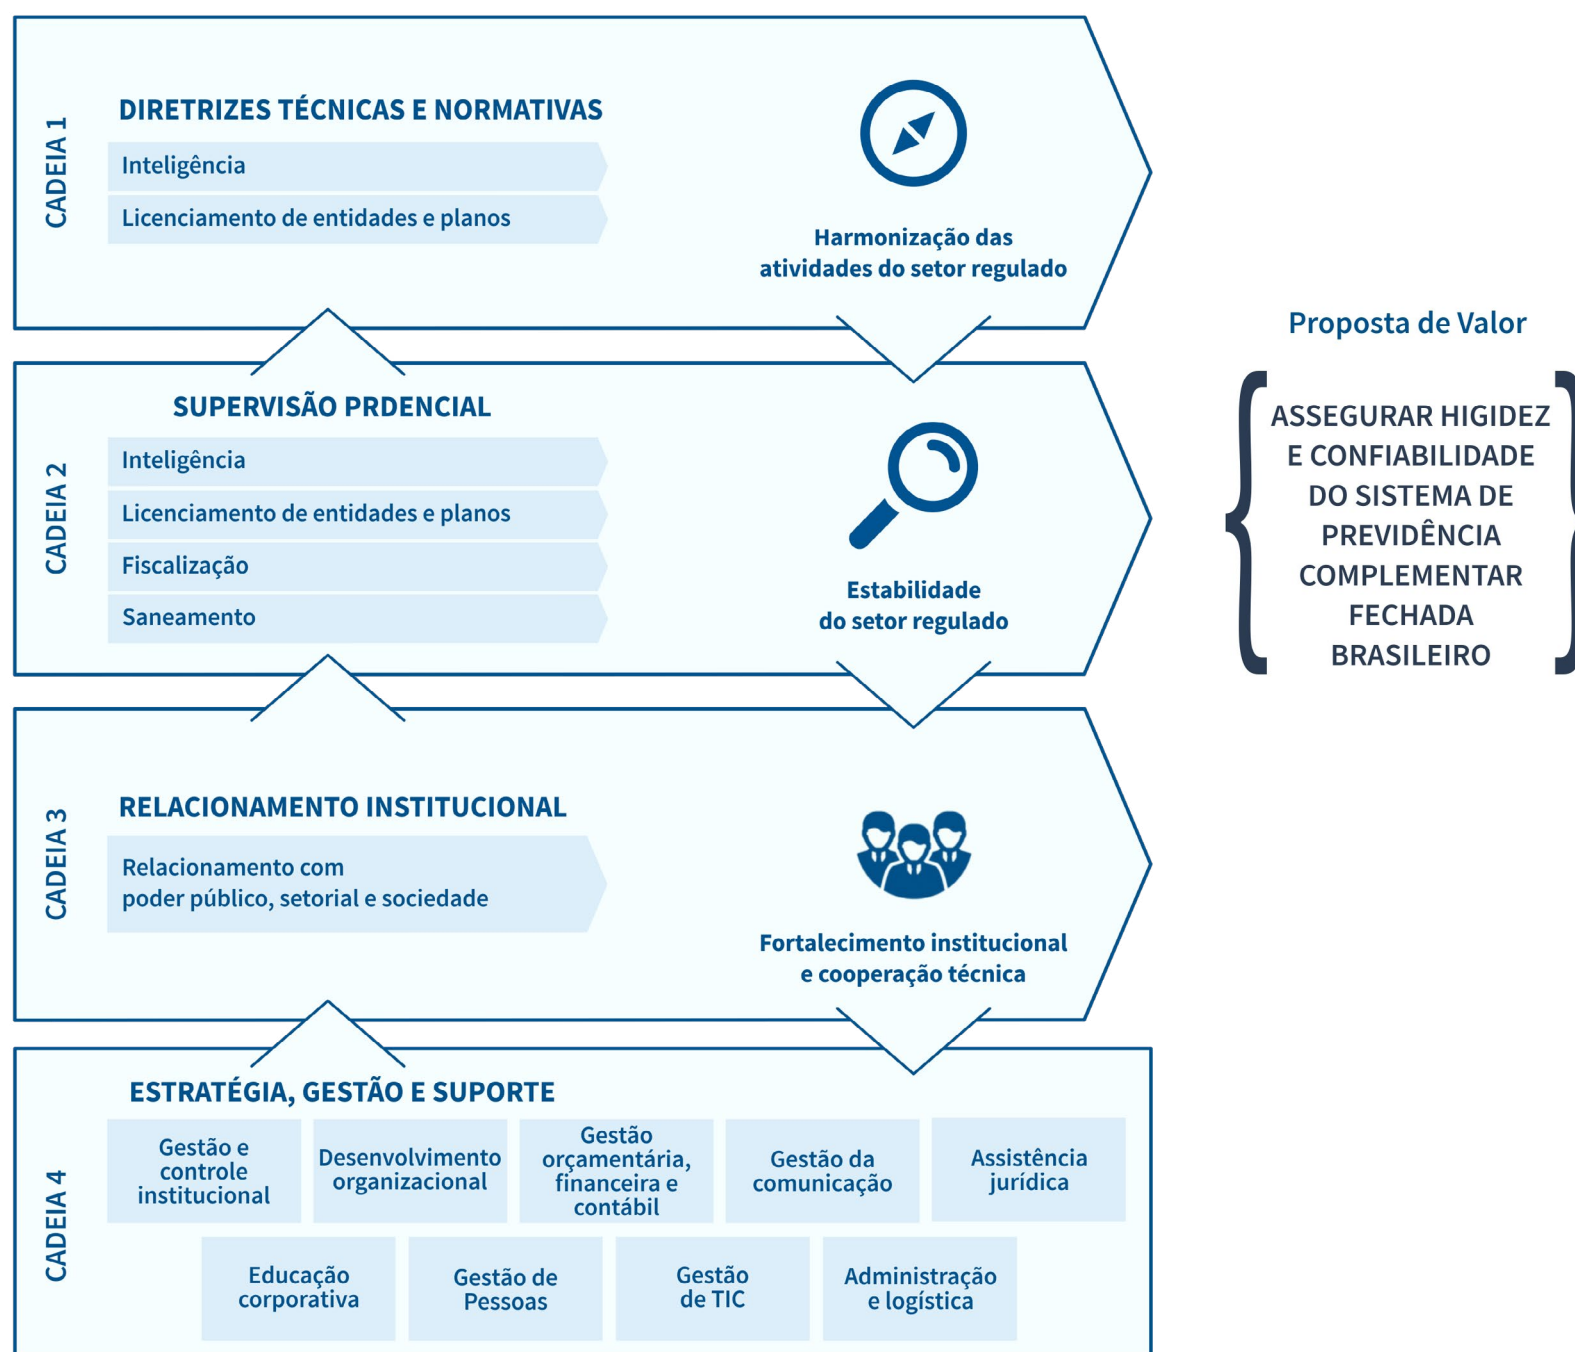 CADEIA 1
DIRETRIZES TÉCNICAS E NORMATIVAS
Inteligência
Licenciamento de entidades e planos
Harmonização das
atividades do setor regulado
CADEIA 2
SUPERVISÃO PRDENCIAL
Inteligência
Licenciamento de entidades e planos
Fiscalização
Saneamento
Estabilidade
do setor regulado
CADEIA 3
RELACIONAMENTO INSTITUCIONAL
Relacionamento com
poder público, setorial e sociedade
Fortalecimento institucional
e cooperação técnica
CADEIA 4
ESTRATÉGIA, GESTÃO E SUPORTE
Gestão e
controle
institucional
Desenvolvimento
organizacional
Gestão
orçamentária,
financeira e
contábil
Gestão da
comunicação
Assistência
jurídica
Educação
corporativa
Gestão de
Pessoas
Gestão
de TIC
Administração
e logística
Proposta de Valor
ASSEGURAR HIGIDEZ
E CONFIABILIDADE
DO SISTEMA DE
PREVIDÊNCIA
COMPLEMENTAR
FECHADA
BRASILEIRO